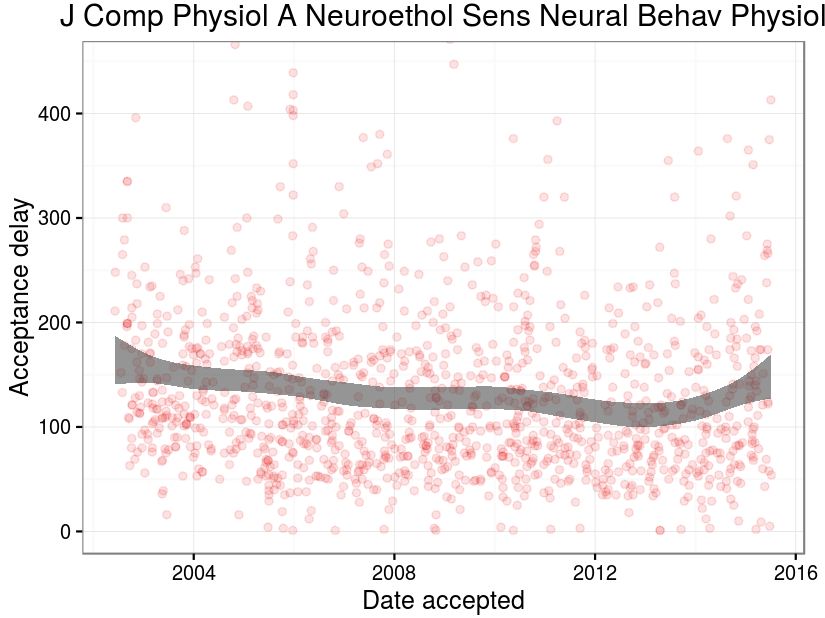 J Comp Physiol A Neuroethol Sens Neural Behav Physiol
Acceptance delay
400
300
200
100
0
2004 2008 2012 2016
Date accepted